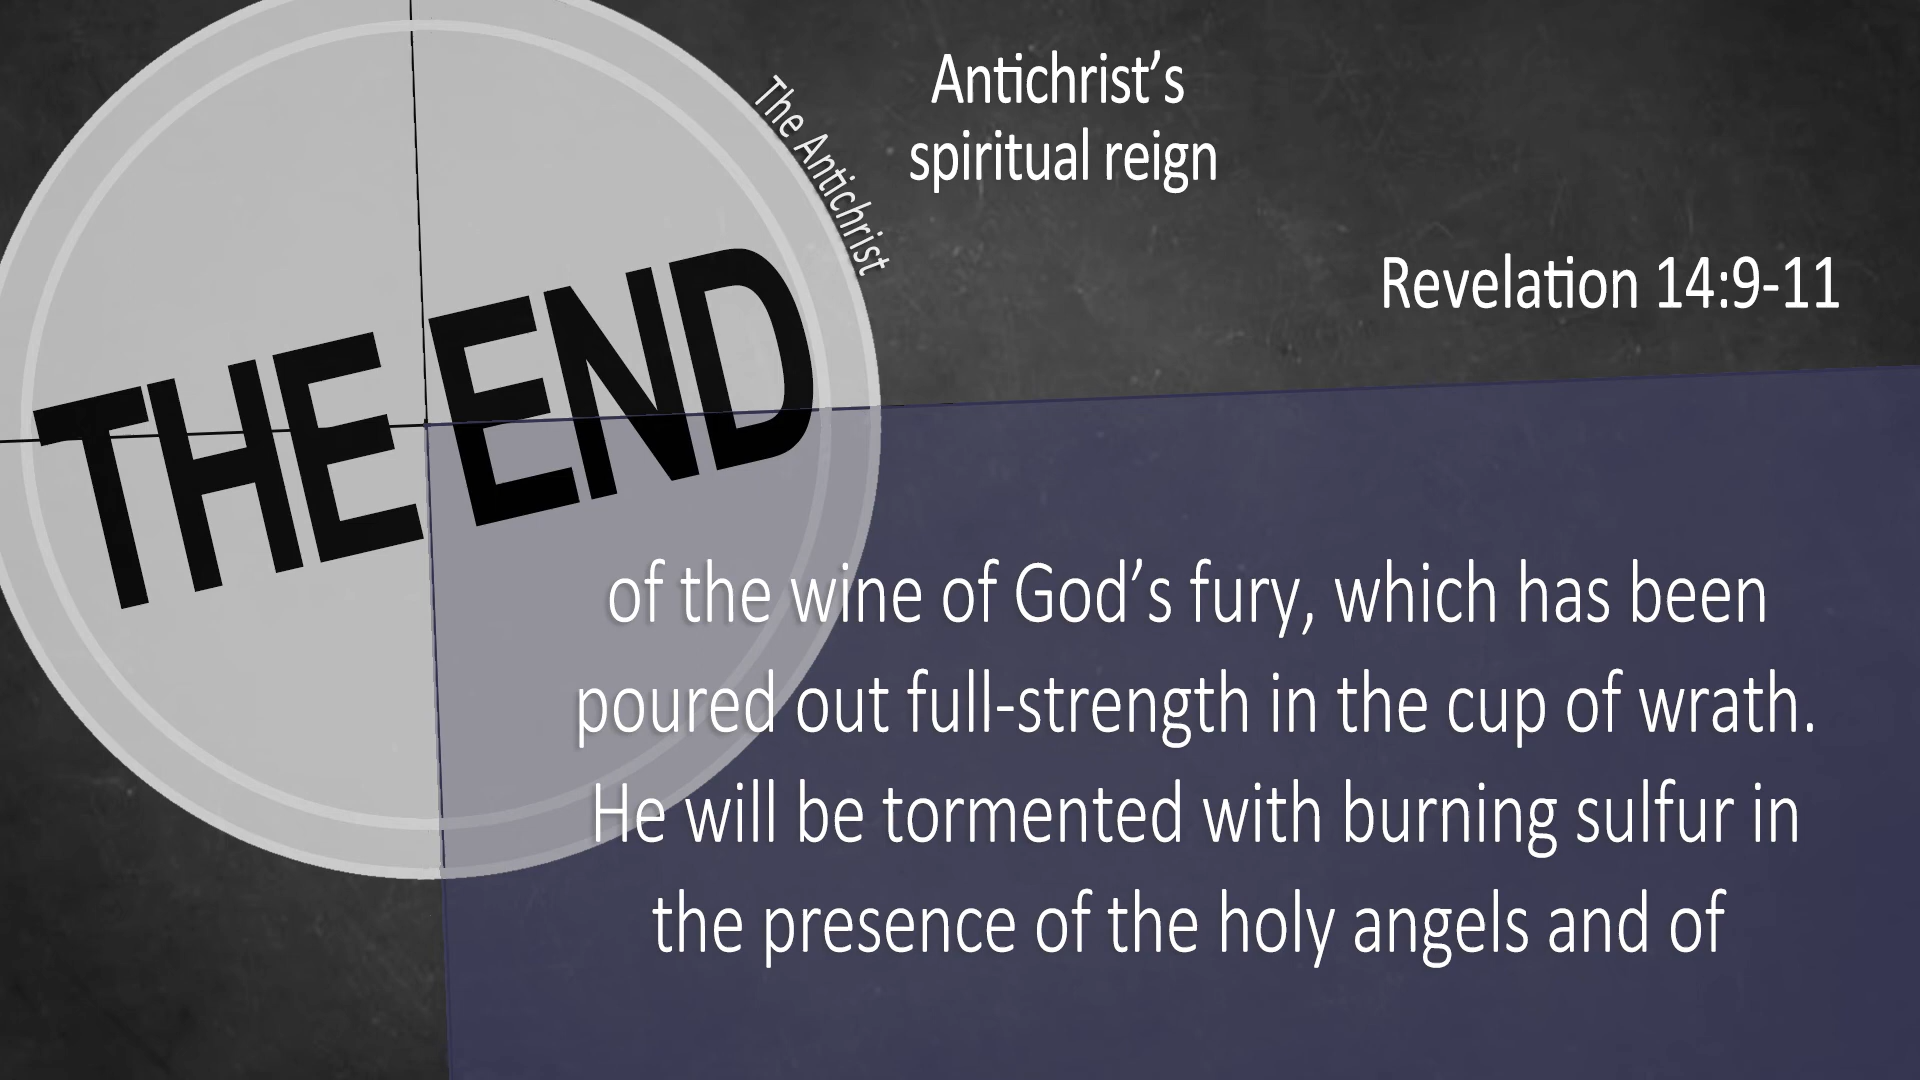 THE END
The Antichrist
Antichrist’s
spiritual reign
Revelation 14:9-11
of the wine of God’s fury, which has been
poured out full-strength in the cup of wrath.
He will be tormented with burning sulfur in
the presence of the holy angels and of